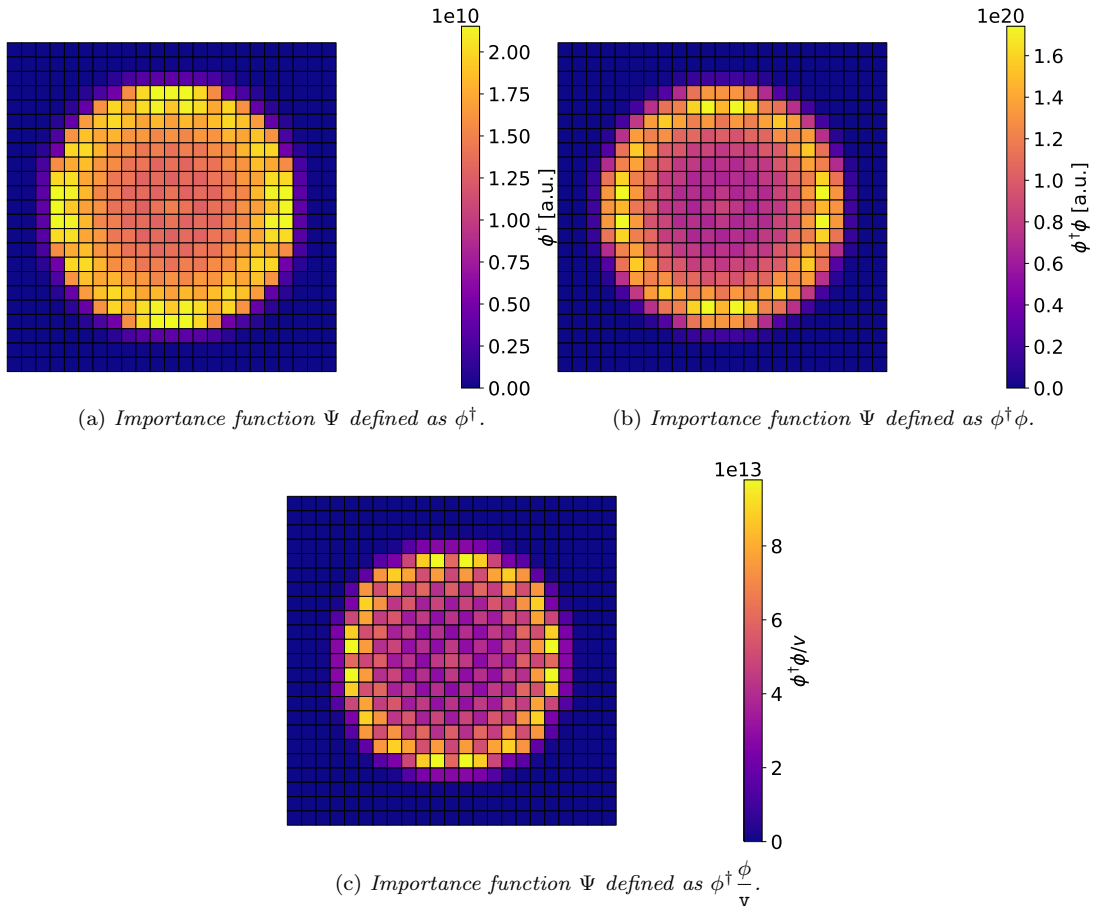 1e10
2.00
1.75
1.50
1.25
1.00
0.75
0.50
0.25
0.00
ϕ† [a.u.]
1e20
1.6
1.4
1.2
1.0
0.8
0.6
0.4
0.2
0.0
ϕ†ϕ [a.u.]
(a) Importance function Ψ defined as ϕ†.
(b) Importance function Ψ defined as ϕ†ϕ.
1e13
8
6
4
2
0
ϕ†ϕ/v
(c) Importance function Ψ defined as ϕ† ϕ/v.